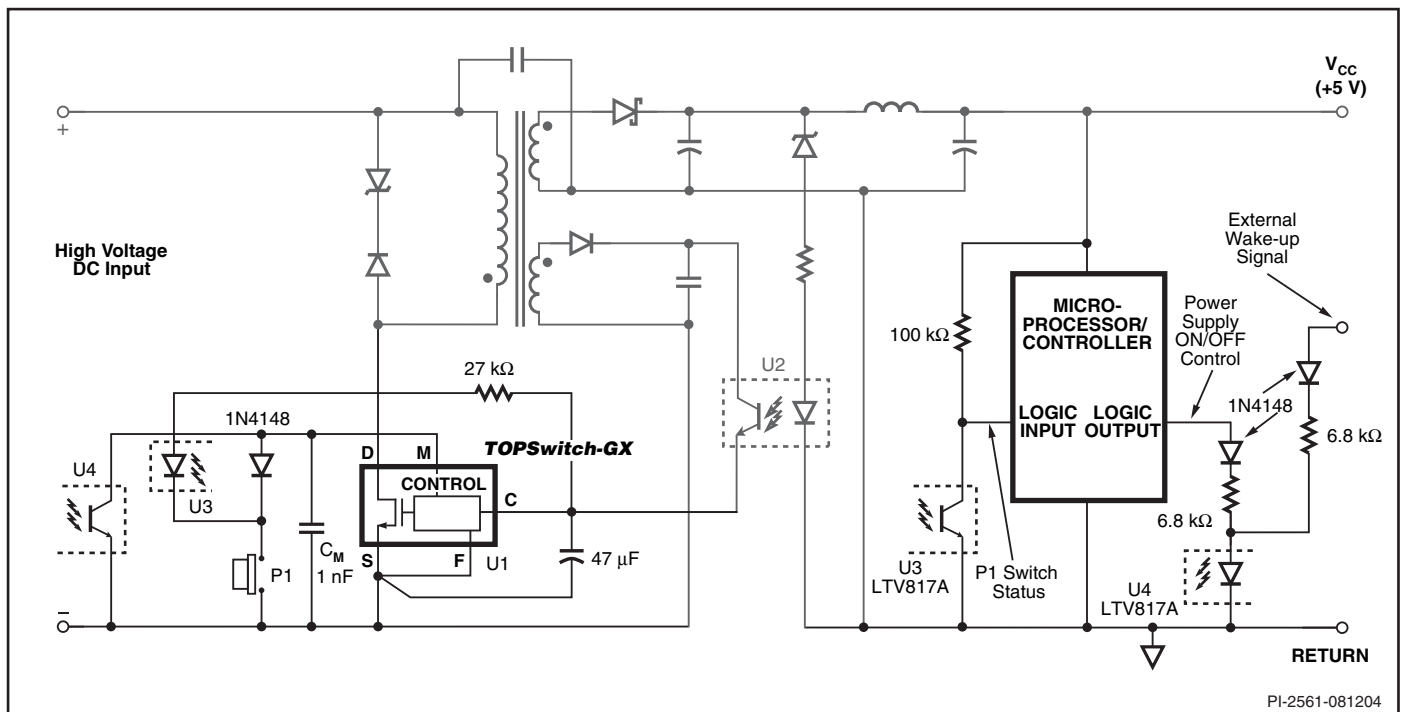 V_CC
(+5 V)
+
High Voltage
DC Input
External
Wake-up
Signal
MICRO-
PROCESSOR/
CONTROLLER
Power
Supply
ON/OFF
Control
100 kΩ
U2
27 kΩ
1N4148
LOGIC
INPUT
LOGIC
OUTPUT
1N4148
6.8 kΩ
TOPSwitch-GX
D
M
CONTROL
C
S
F
U1
U4
U3
C_M
1 nF
P1
47 µF
6.8 kΩ
U3
LTV817A
P1 Switch
Status
U4
LTV817A
–
RETURN
PI-2561-081204